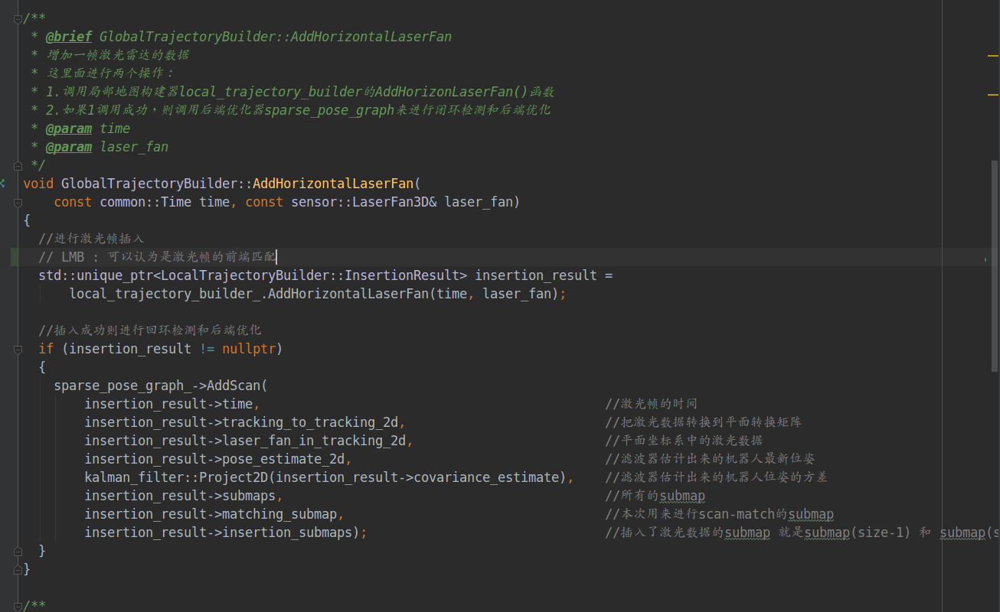 /**
 * @brief GlobalTrajectoryBuilder::AddHorizontalLaserFan
 * 增加一帧激光雷达的数据
 * 这里面进行两个操作：
 * 1.调用局部地图构建器local_trajectory_builder的AddHorizonLaserFan()函数
 * 2.如果1调用成功，则调用后端优化器sparse_pose_graph来进行闭环检测和后端优化
 * @param time
 * @param laser_fan
 */
void GlobalTrajectoryBuilder::AddHorizontalLaserFan(
    const common::Time time, const sensor::LaserFan3D& laser_fan)
{
  //进行激光帧插入
  // LMB : 可以认为是激光帧的前端匹配
  std::unique_ptr<LocalTrajectoryBuilder::InsertionResult> insertion_result =
      local_trajectory_builder_.AddHorizontalLaserFan(time, laser_fan);

  //插入成功则进行回环检测和后端优化
  if (insertion_result != nullptr)
  {
    sparse_pose_graph_->AddScan(
        insertion_result->time,                                             //激光帧的时间
        insertion_result->tracking_to_tracking_2d,                          //把激光数据转换到平面转换矩阵
        insertion_result->laser_fan_in_tracking_2d,                         //平面坐标系中的激光数据
        insertion_result->pose_estimate_2d,                                 //滤波器估计出来的机器人最新位姿
        kalman_filter::Project2D(insertion_result->covariance_estimate),    //滤波器估计出来的机器人位姿的方差
        insertion_result->submaps,                                          //所有的submap
        insertion_result->matching_submap,                                  //本次用来进行scan-match的submap
        insertion_result->insertion_submaps);                               //插入了激光数据的submap 就是submap(size-1) 和 submap(s
  }
}

/**